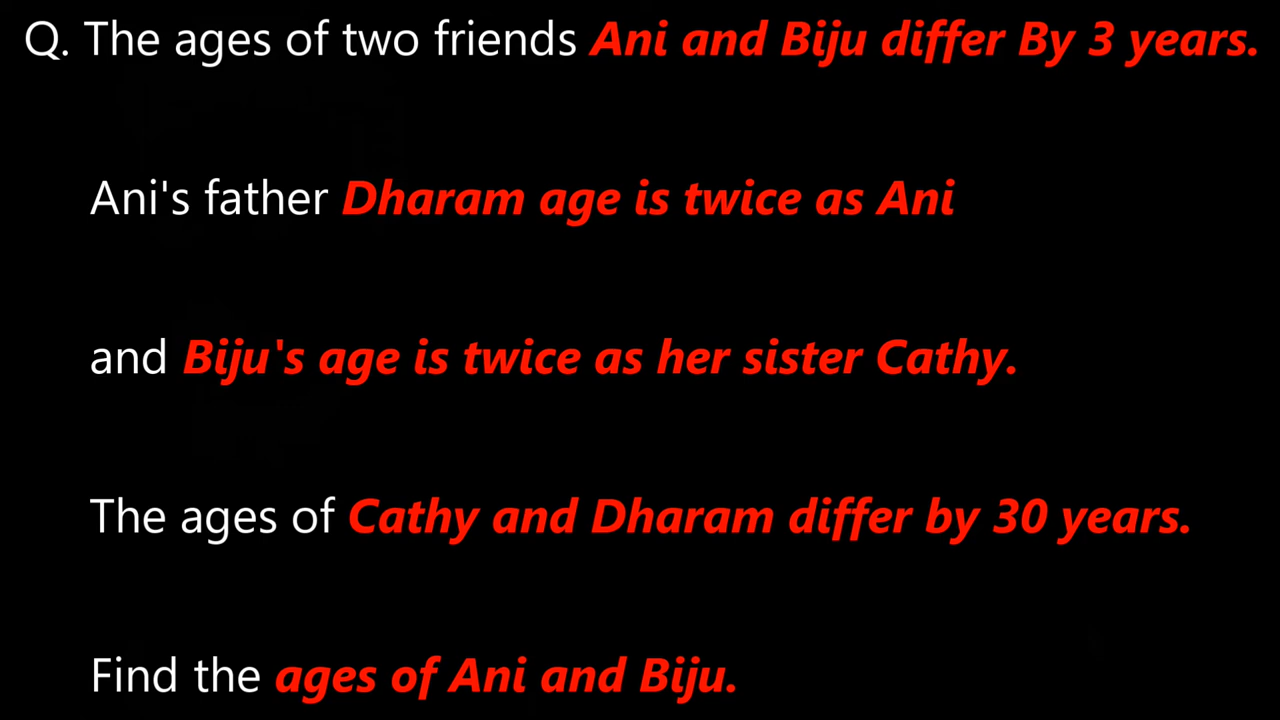 Q. The ages of two friends Ani and Biju differ By 3 years.
Ani's father Dharam age is twice as Ani
and Biju's age is twice as her sister Cathy.
The ages of Cathy and Dharam differ by 30 years.
Find the ages of Ani and Biju.